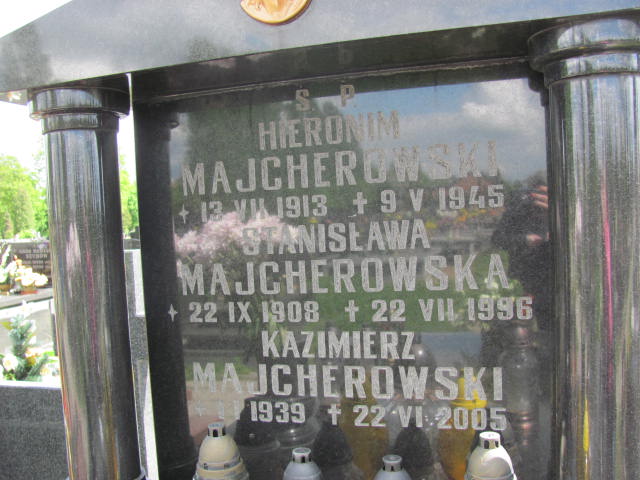 S P
HIERONIM
MAJCHEROWSKI
* 13 VII 1913 ✝ 9 V 1945
STANISŁAWA
MAJCHEROWSKA
* 22 IX 1908 ✝ 22 VII 1996
KAZIMIERZ
MAJCHEROWSKI
1939 ✝ 22 VI 2005